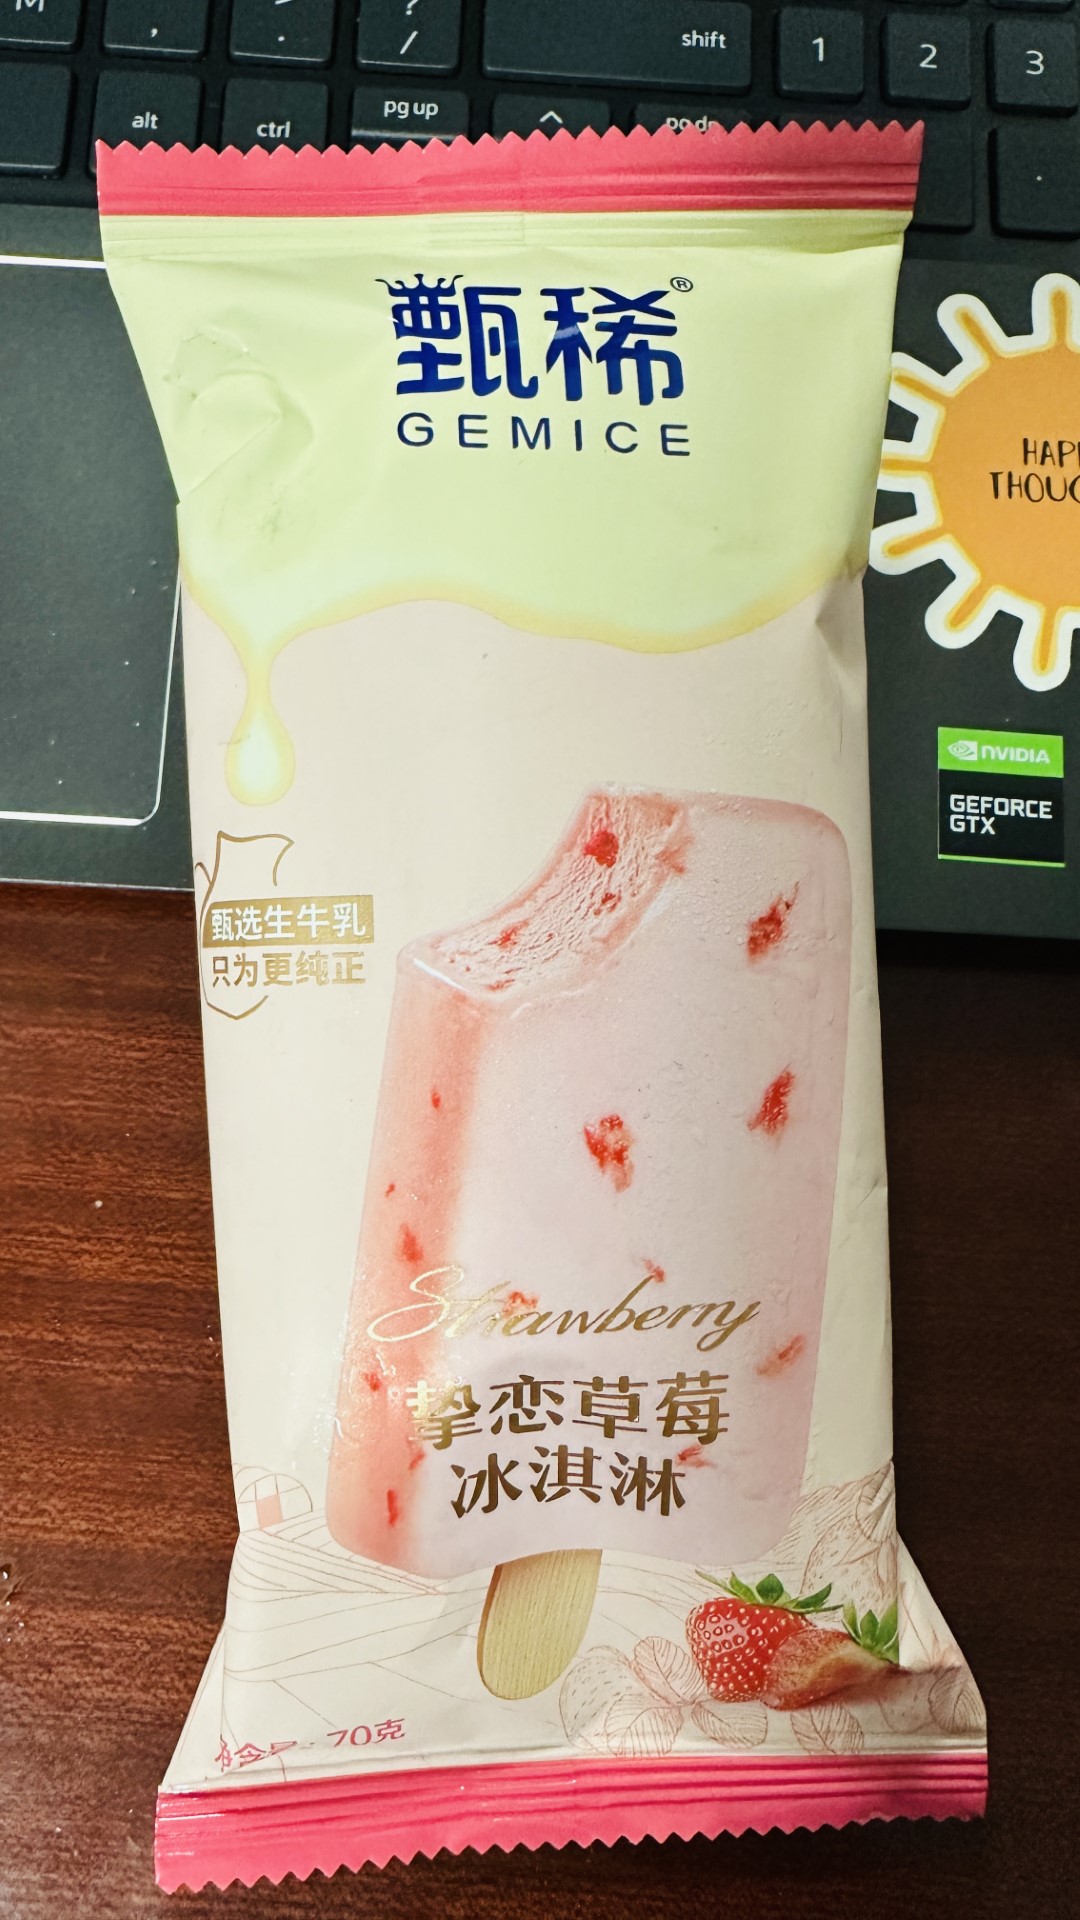 M
,
.
?
/
shift
1
2
3
alt
ctrl
pg up
甄稀®
GEMICE
HAP
THOUG
NVIDIA
GEFORCE
GTX
甄选生牛乳
只为更纯正
Strawberry
挚恋草莓
冰淇淋
70克